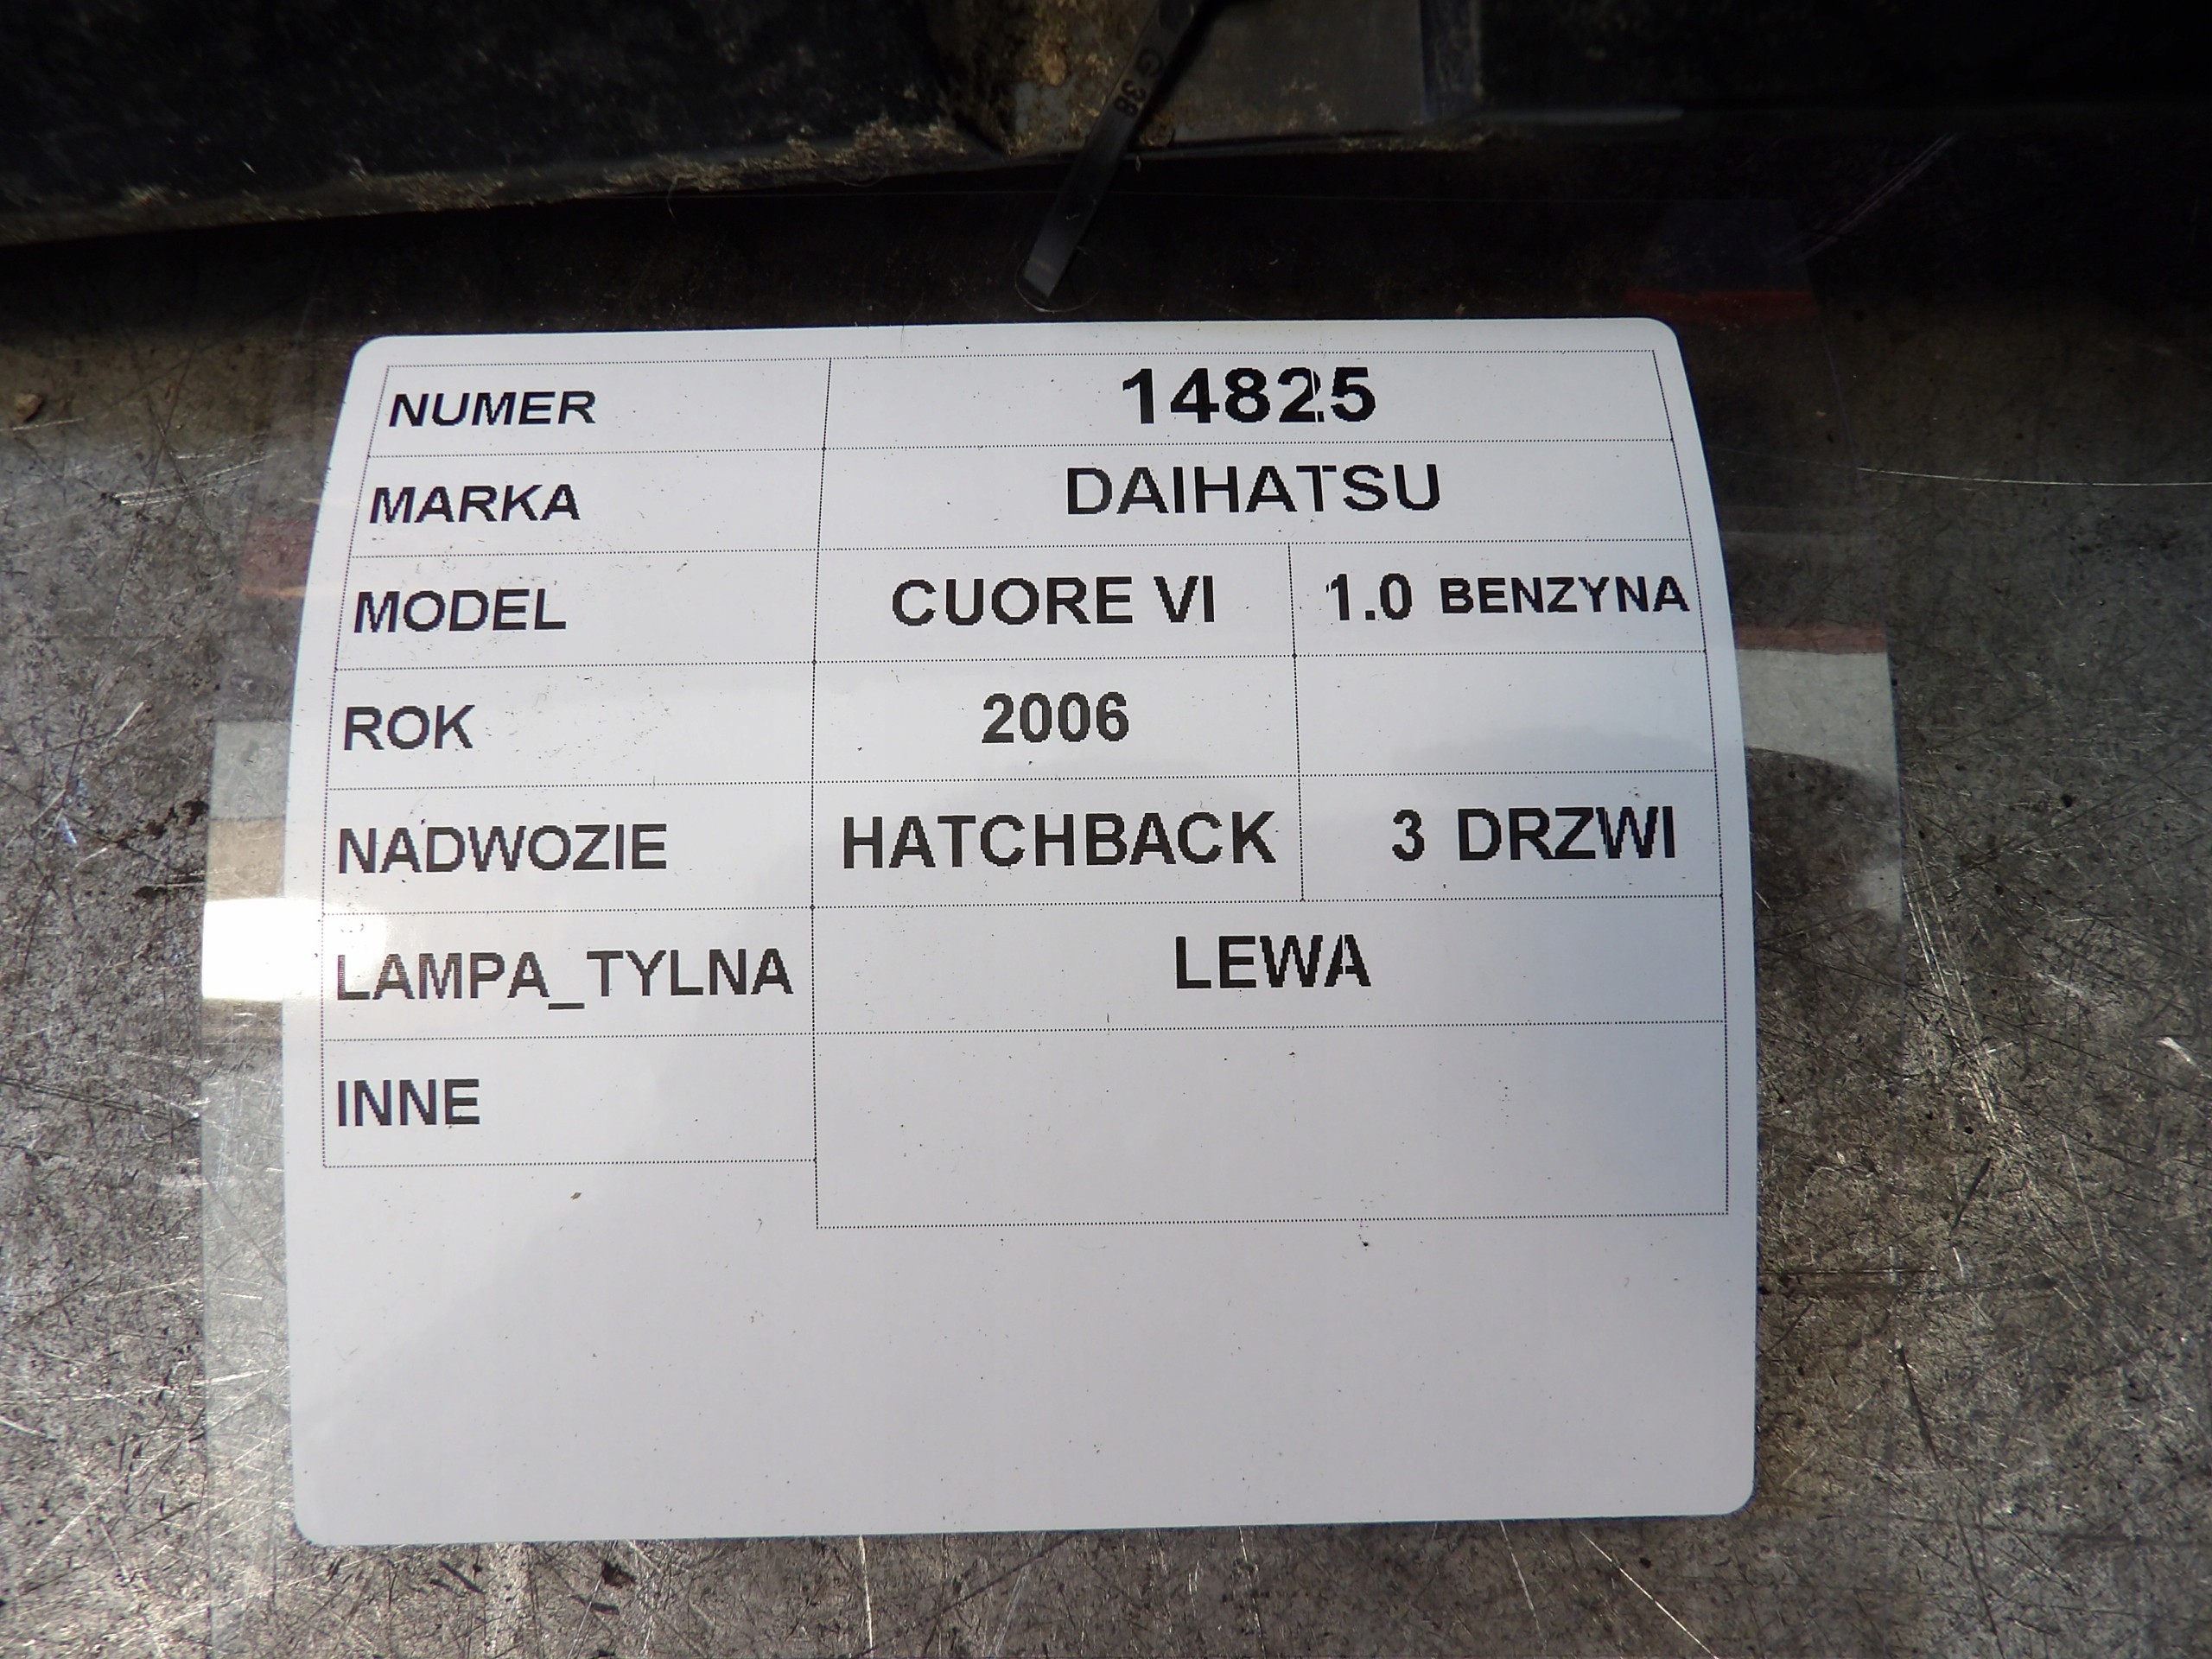 G 38
NUMER 14825
MARKA DAIHATSU
MODEL CUORE VI 1.0 BENZYNA
ROK 2006
NADWOZIE HATCHBACK 3 DRZWI
LAMPA_TYLNA LEWA
INNE